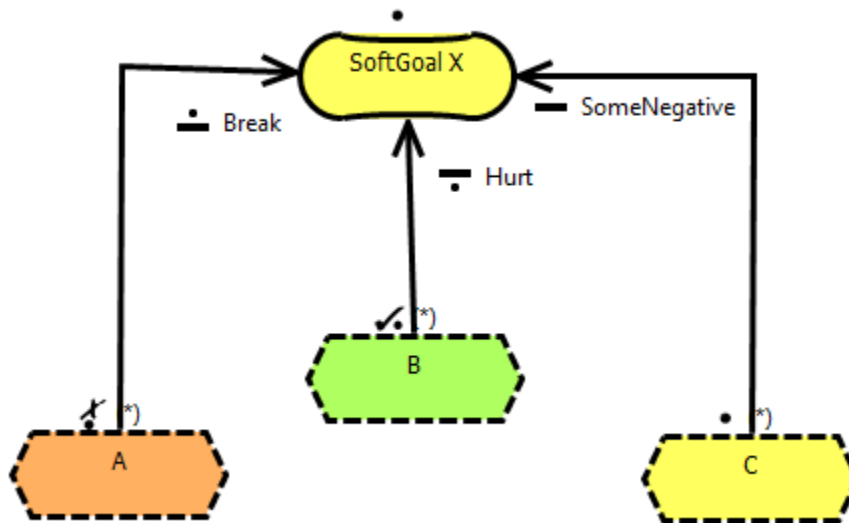 SoftGoal X
Break
SomeNegative
Hurt
(*)
B
*)
A
*)
C